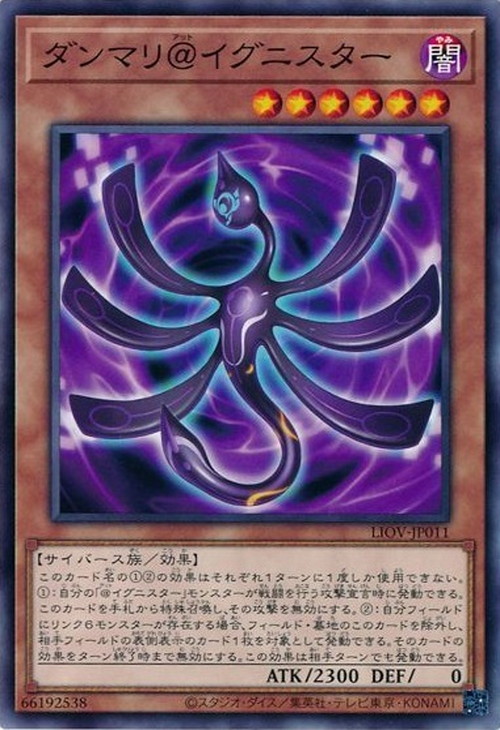 ダンマリ@イグニスター
闇
LIOV-JP011
【サイバース族/効果】
このカード名の①②の効果はそれぞれ1ターンに1度しか使用できない。
①:自分の「@イグニスター」モンスターが戦闘を行う攻撃宣言時に発動できる。
このカードを手札から特殊召喚し、その攻撃を無効にする。②:自分フィールド
にリンク6モンスターが存在する場合、フィールド・墓地のこのカードを除外し、
相手フィールドの表側表示のカード1枚を対象として発動できる。そのカードの
効果をターン終了時まで無効にする。この効果は相手ターンでも発動できる。
ATK/2300 DEF/ 0
66192538 ©スタジオ・ダイス/集英社・テレビ東京・KONAMI